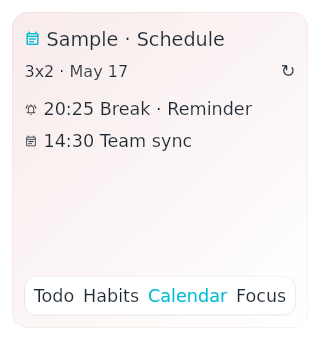 Sample · Schedule
3x2 · May 17 ↻
20:25 Break · Reminder
14:30 Team sync
Todo Habits Calendar Focus